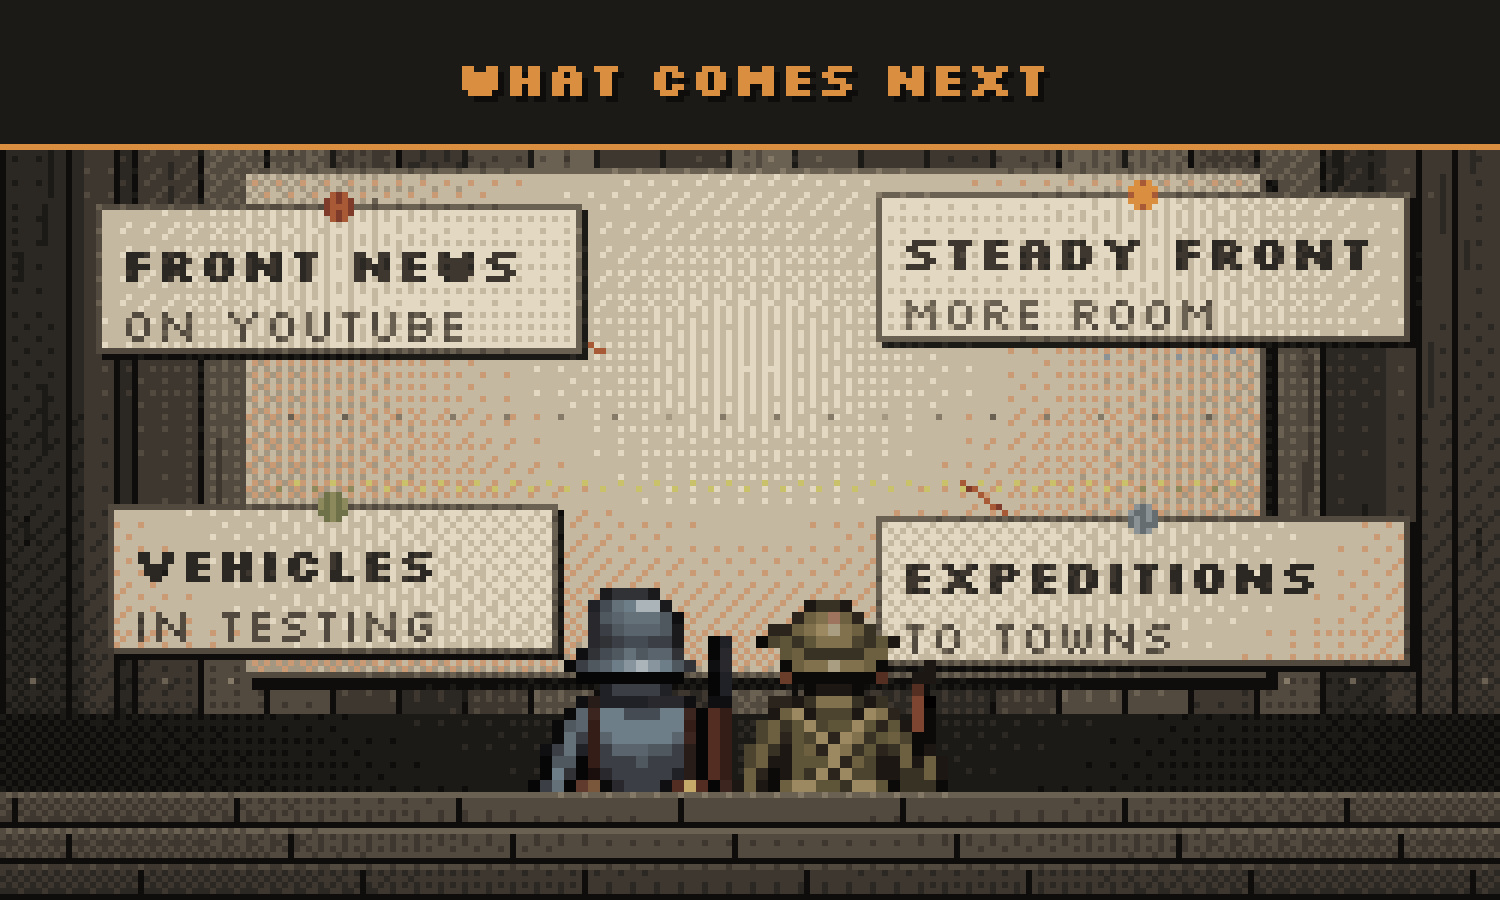 WHAT COMES NEXT
FRONT NEWS
ON YOUTUBE
STEADY FRONT
MORE ROOM
VEHICLES
IN TESTING
EXPEDITIONS
TO TOWNS